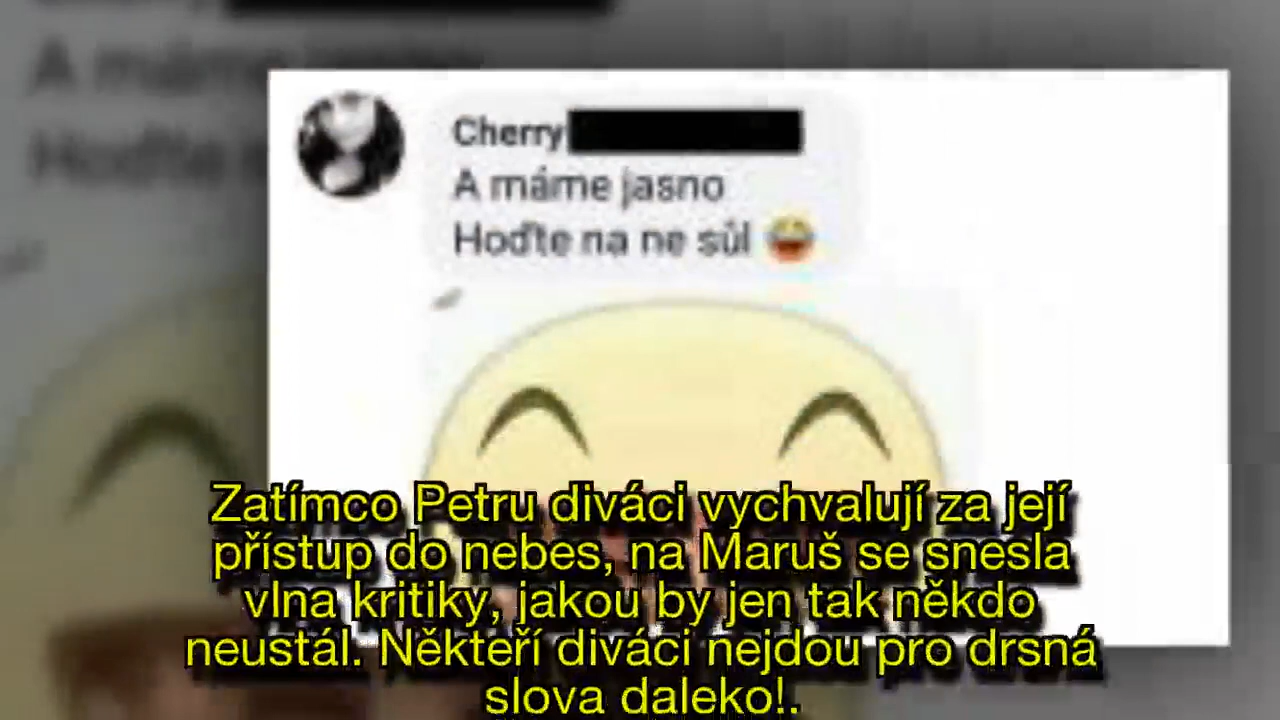 Cherry
A máme jasno
Hoďte na ne sůl 😄
Zatímco Petru diváci vychvalují za její
přístup do nebes, na Maruš se snesla
vlna kritiky, jakou by jen tak někdo
neustál. Někteří diváci nejdou pro drsná
slova daleko!.